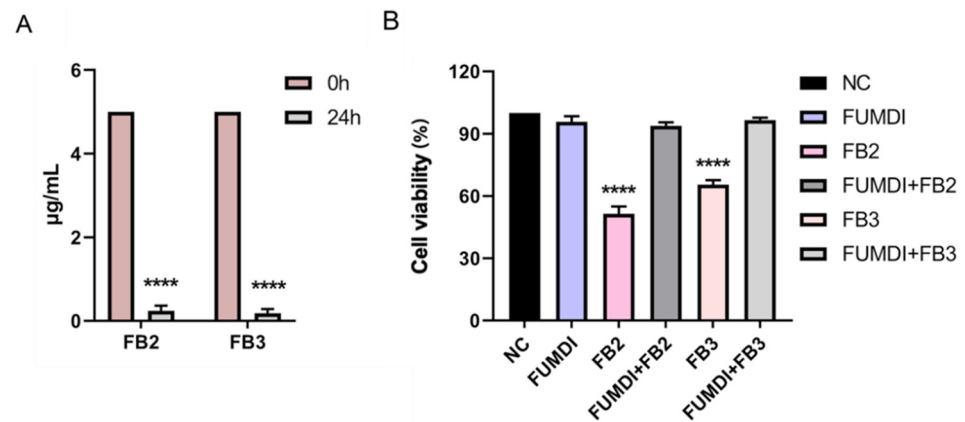 A
6
4
2
0
µg/mL
0h
24h
****
****
FB2
FB3
B
120
90
60
30
0
Cell viability (%)
****
****
NC
FUMDI
FB2
FUMDI+FB2
FB3
FUMDI+FB3
NC
FUMDI
FB2
FUMDI+FB2
FB3
FUMDI+FB3